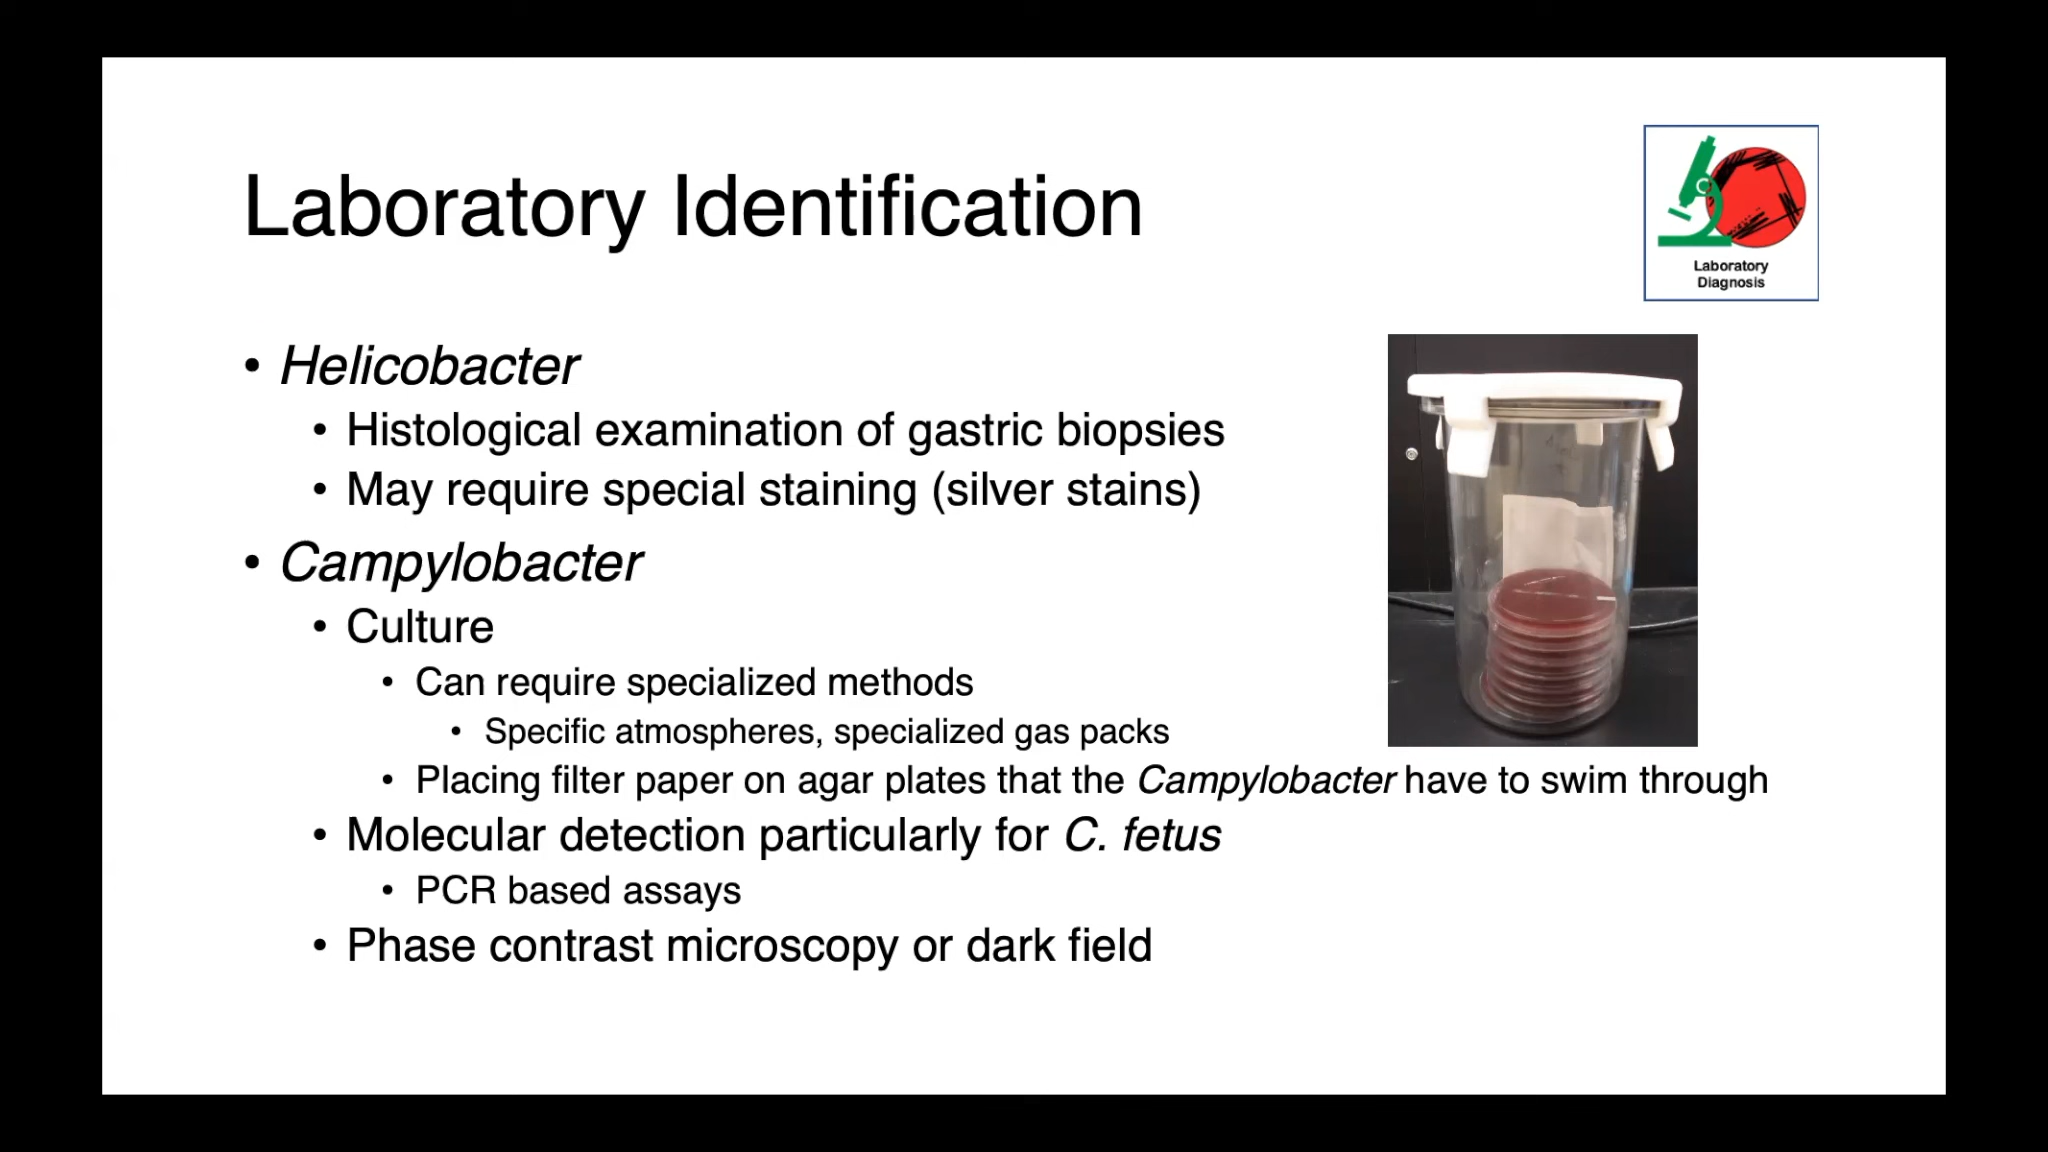 Laboratory Identification
Laboratory
Diagnosis
• Helicobacter
• Histological examination of gastric biopsies
• May require special staining (silver stains)
• Campylobacter
• Culture
• Can require specialized methods
• Specific atmospheres, specialized gas packs
• Placing filter paper on agar plates that the Campylobacter have to swim through
• Molecular detection particularly for C. fetus
• PCR based assays
• Phase contrast microscopy or dark field